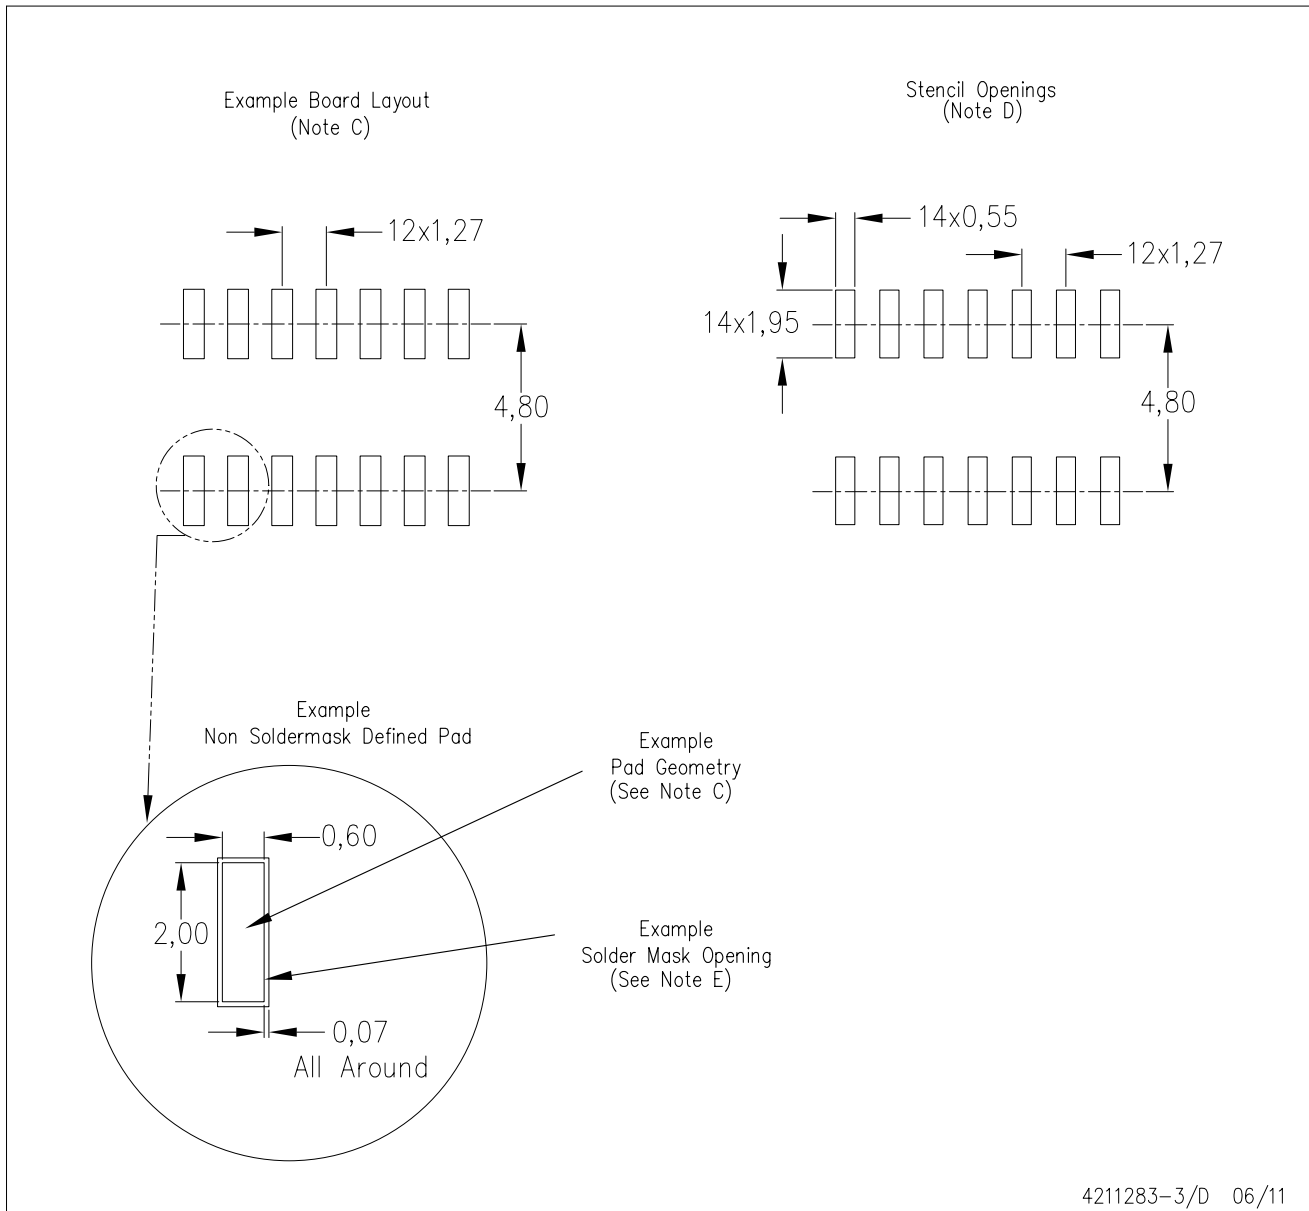 Example Board Layout
(Note C)
Stencil Openings
(Note D)
12x1,27
4,80
14x0,55
12x1,27
14x1,95
4,80
Example
Non Soldermask Defined Pad
Example
Pad Geometry
(See Note C)
0,60
2,00
Example
Solder Mask Opening
(See Note E)
0,07
All Around
4211283-3/D 06/11